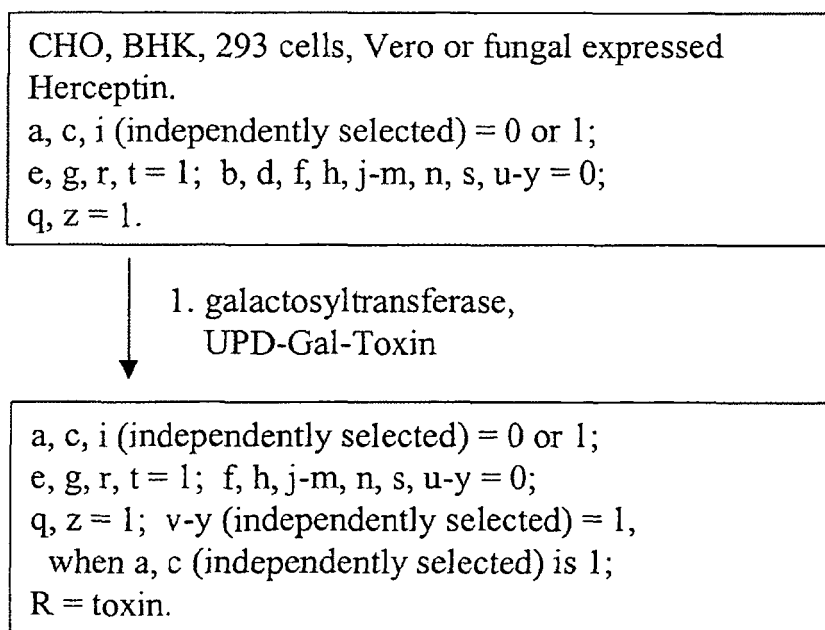 CHO, BHK, 293 cells, Vero or fungal expressed
Herceptin.
a, c, i (independently selected) = 0 or 1;
e, g, r, t = 1; b, d, f, h, j-m, n, s, u-y = 0;
q, z = 1.
1. galactosyltransferase,
UPD-Gal-Toxin
a, c, i (independently selected) = 0 or 1;
e, g, r, t = 1; f, h, j-m, n, s, u-y = 0;
q, z = 1; v-y (independently selected) = 1,
when a, c (independently selected) is 1;
R = toxin.